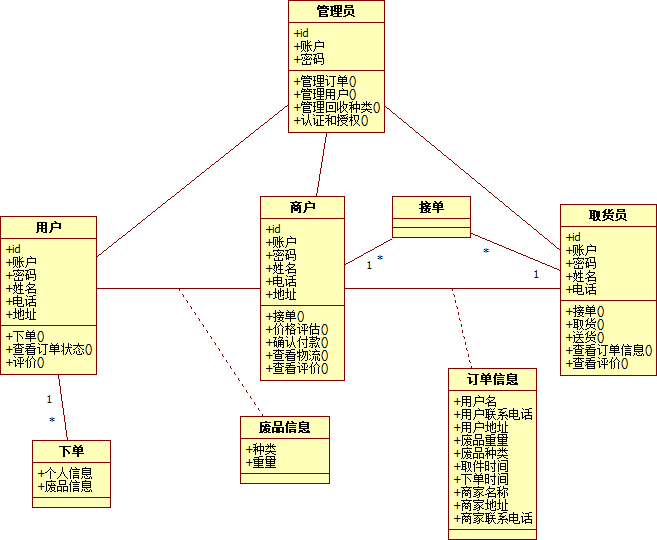 管理员
+id
+账户
+密码
+管理订单()
+管理用户()
+管理回收种类()
+认证和授权()
用户
+id
+账户
+密码
+姓名
+电话
+地址
+下单()
+查看订单状态()
+评价()
商户
+id
+账户
+密码
+姓名
+电话
+地址
+接单()
+价格评估()
+确认付款()
+查看物流()
+查看评价()
接单
1
*
*
1
取货员
+id
+账户
+密码
+姓名
+电话
+接单()
+取货()
+送货()
+查看订单信息()
+查看评价()
1
*
下单
+个人信息
+废品信息
废品信息
+种类
+重量
订单信息
+用户名
+用户联系电话
+用户地址
+废品重量
+废品种类
+取件时间
+下单时间
+商家名称
+商家地址
+商家联系电话